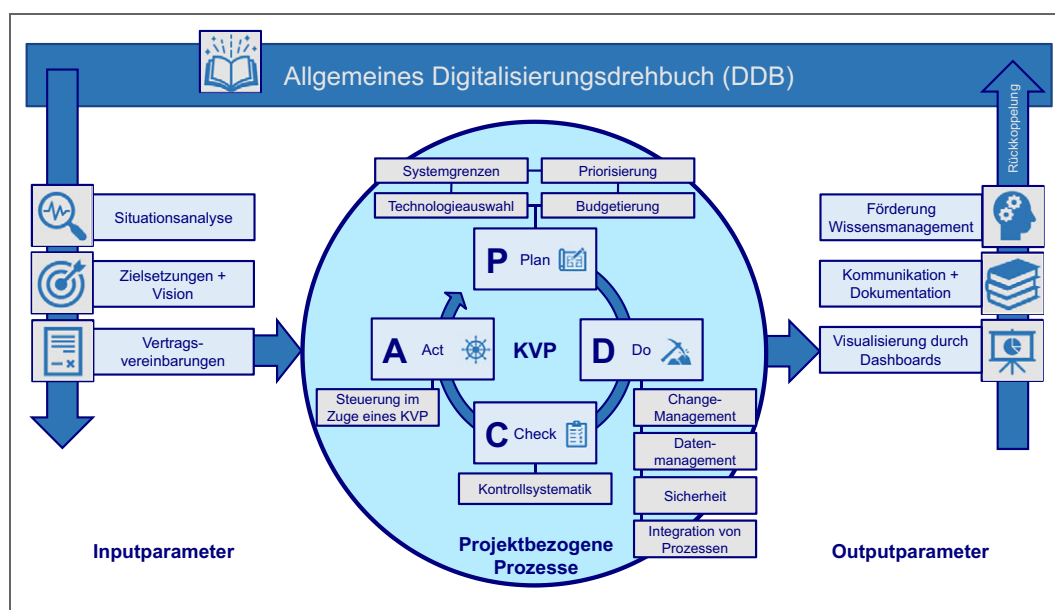 Allgemeines Digitalisierungsdrehbuch (DDB)
Rückkoppelung
Situationsanalyse
Zielsetzungen +
Vision
Vertrags-
vereinbarungen
Inputparameter
Systemgrenzen
Priorisierung
Technologieauswahl
Budgetierung
P Plan
A Act
KVP
D Do
C Check
Steuerung im
Zuge eines KVP
Kontrollsystematik
Change-
Management
Daten-
management
Sicherheit
Integration von
Prozessen
Projektbezogene
Prozesse
Förderung
Wissensmanagement
Kommunikation +
Dokumentation
Visualisierung durch
Dashboards
Outputparameter